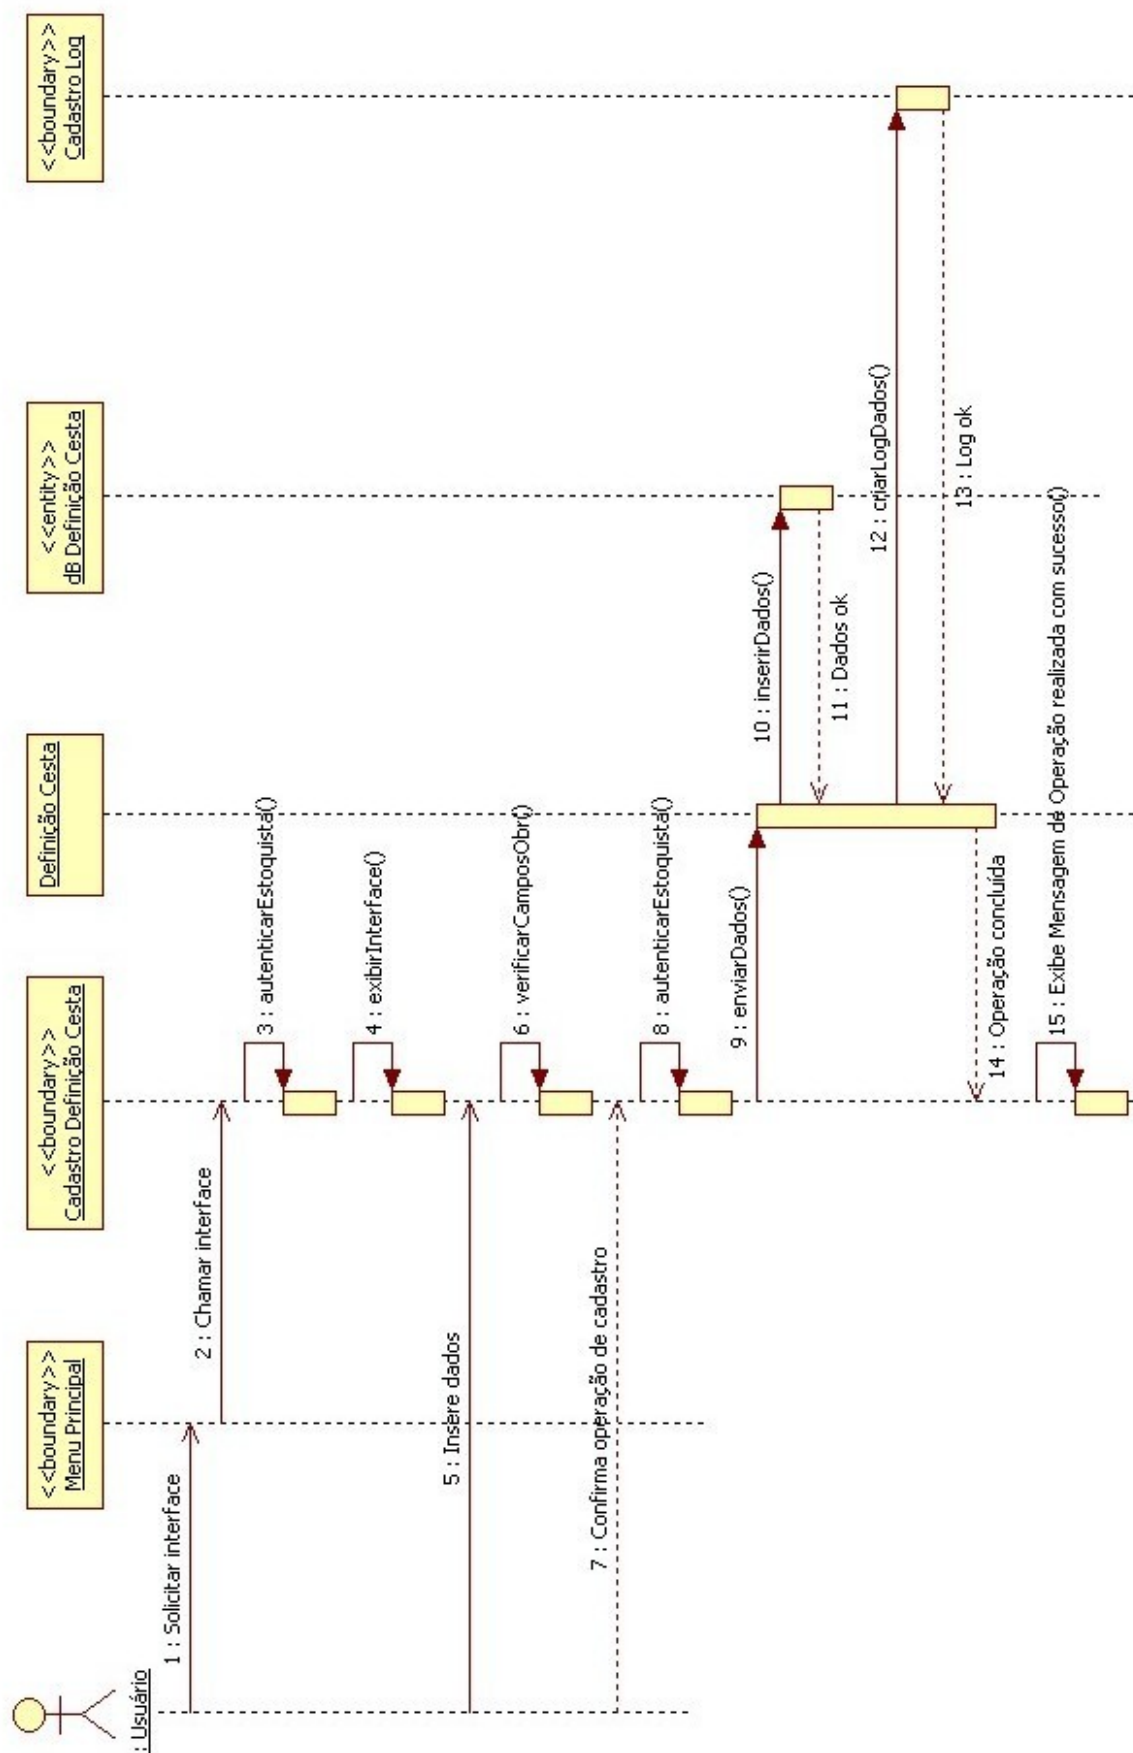 : Usuário
<<boundary>>
Menu Principal
<<boundary>>
Cadastro Definição Cesta
Definição Cesta
<<entity>>
dB Definição Cesta
<<boundary>>
Cadastro Log
1 : Solicitar interface
2 : Chamar interface
3 : autenticarEstoquista()
4 : exibirInterface()
5 : Insere dados
6 : verificarCamposObr()
7 : Confirma operação de cadastro
8 : autenticarEstoquista()
9 : enviarDados()
10 : inserirDados()
11 : Dados ok
12 : criarLogDados()
13 : Log ok
14 : Operação concluída
15 : Exibe Mensagem de Operação realizada com sucesso()